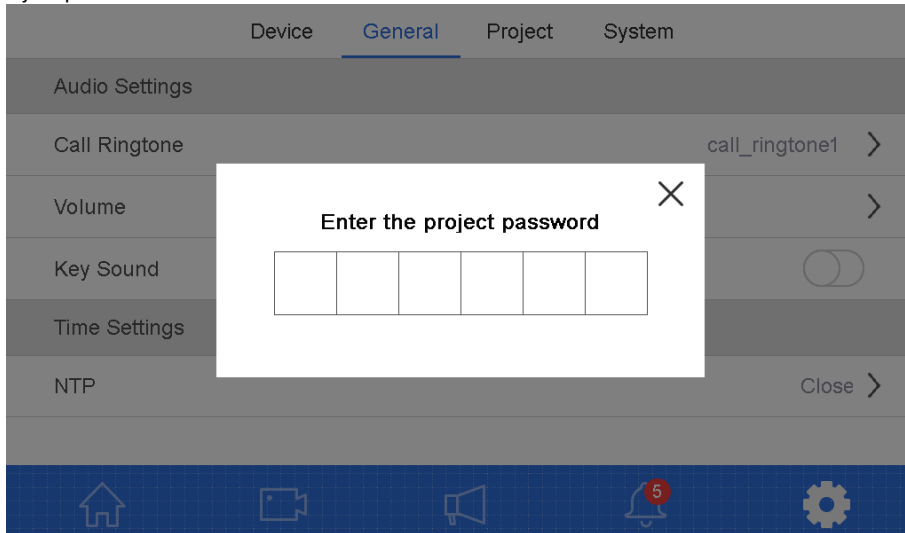 Device General Project System
Audio Settings
Call Ringtone call_ringtone1
Volume
Enter the project password
Key Sound
Time Settings
NTP Close
5